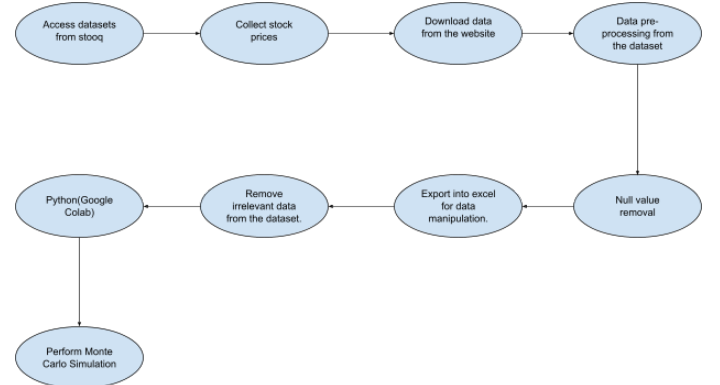 Access datasets
from stooq
Collect stock
prices
Download data
from the website
Data pre-
processing from
the dataset
Null value
removal
Export into excel
for data
manipulation.
Remove
irrelevant data
from the dataset.
Python(Google
Colab)
Perform Monte
Carlo Simulation